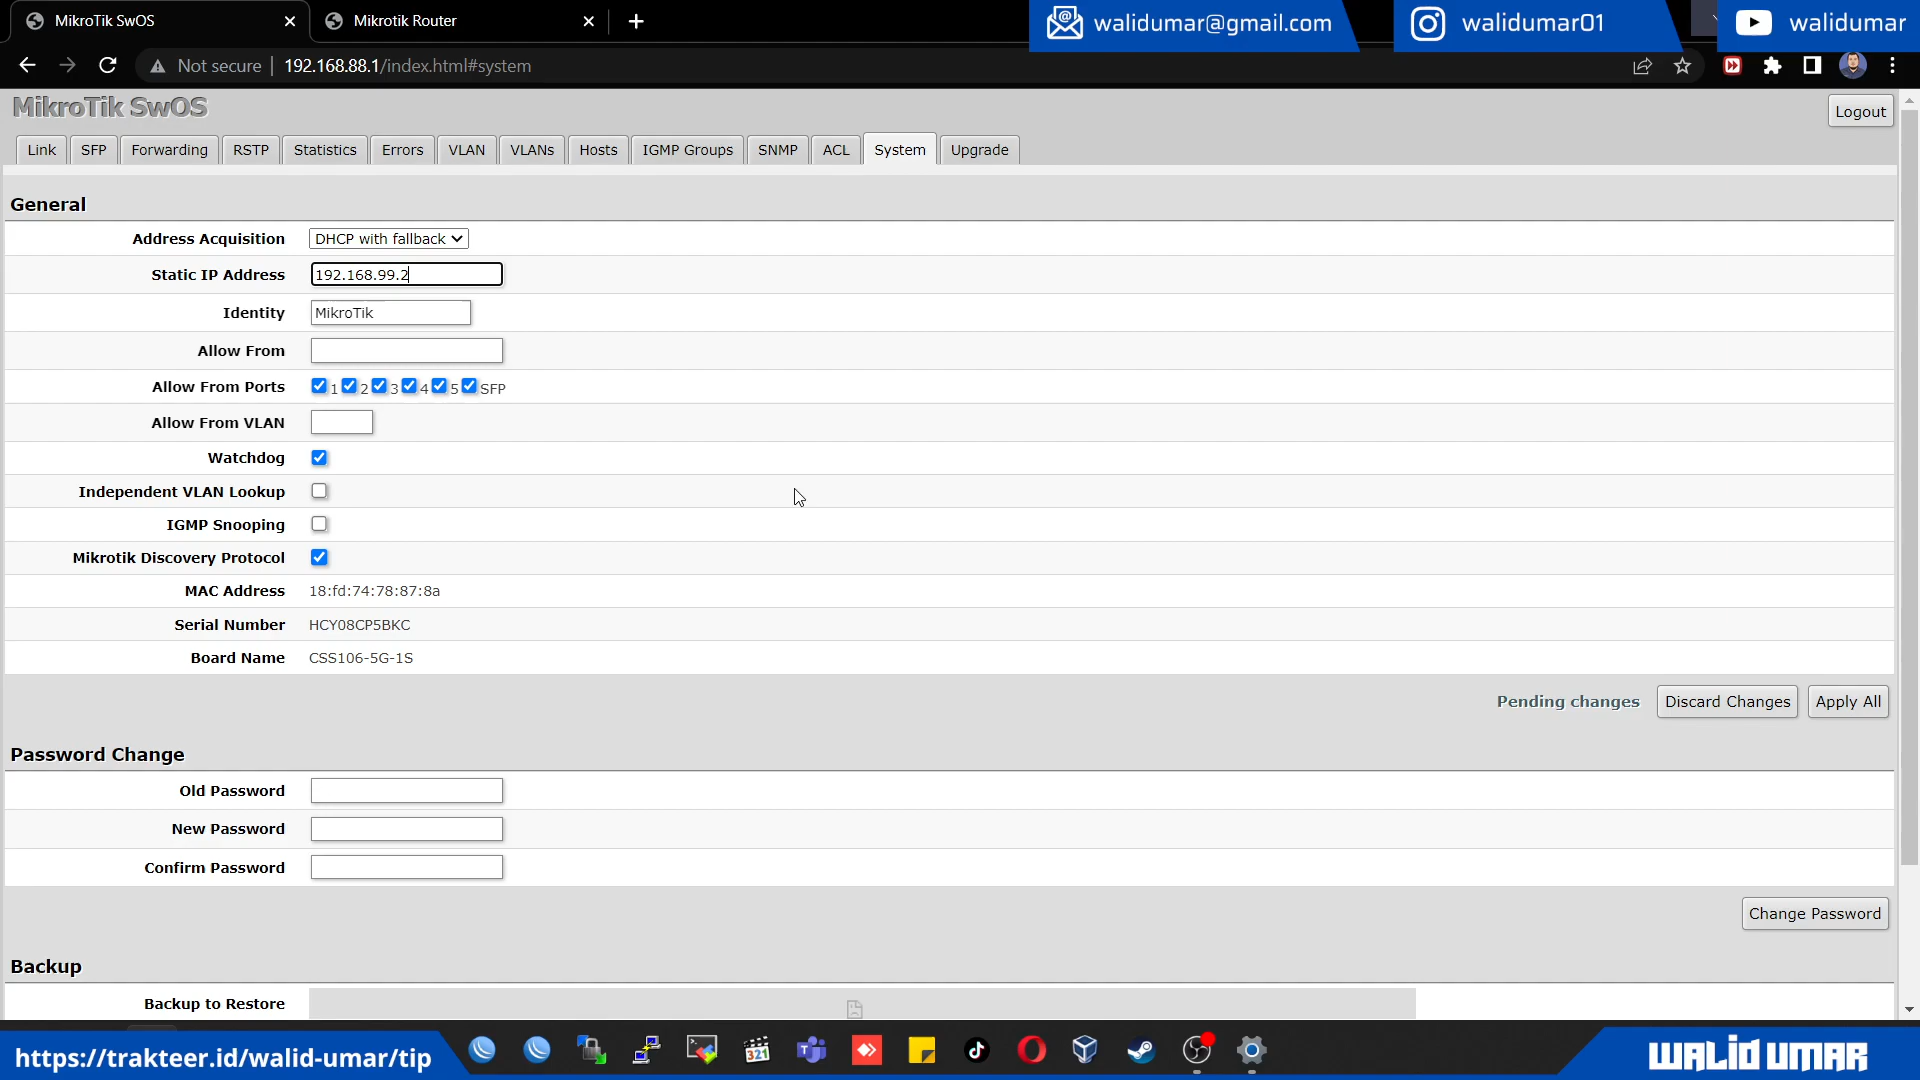 MikroTik SwOS
Mikrotik Router
walidumar@gmail.com
walidumar01
walidumar
Not secure
192.168.88.1/index.html#system
MikroTik SwOS
Logout
Link
SFP
Forwarding
RSTP
Statistics
Errors
VLAN
VLANs
Hosts
IGMP Groups
SNMP
ACL
System
Upgrade
General
Address Acquisition DHCP with fallback
Static IP Address 192.168.99.2
Identity MikroTik
Allow From
Allow From Ports 1 2 3 4 5 SFP
Allow From VLAN
Watchdog
Independent VLAN Lookup
IGMP Snooping
Mikrotik Discovery Protocol
MAC Address 18:fd:74:78:87:8a
Serial Number HCY08CP5BKC
Board Name CSS106-5G-1S
Pending changes Discard Changes Apply All
Password Change
Old Password
New Password
Confirm Password
Change Password
Backup
Backup to Restore
https://trakteer.id/walid-umar/tip
321
WALID UMAR